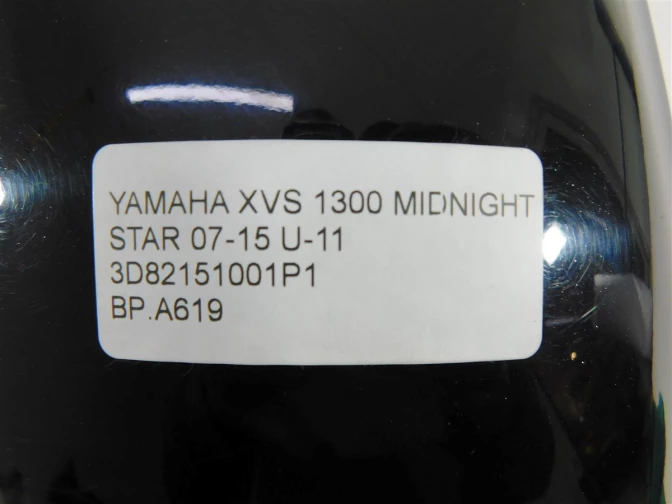 YAMAHA XVS 1300 MIDNIGHT
STAR 07-15 U-11
3D82151001P1
BP.A619